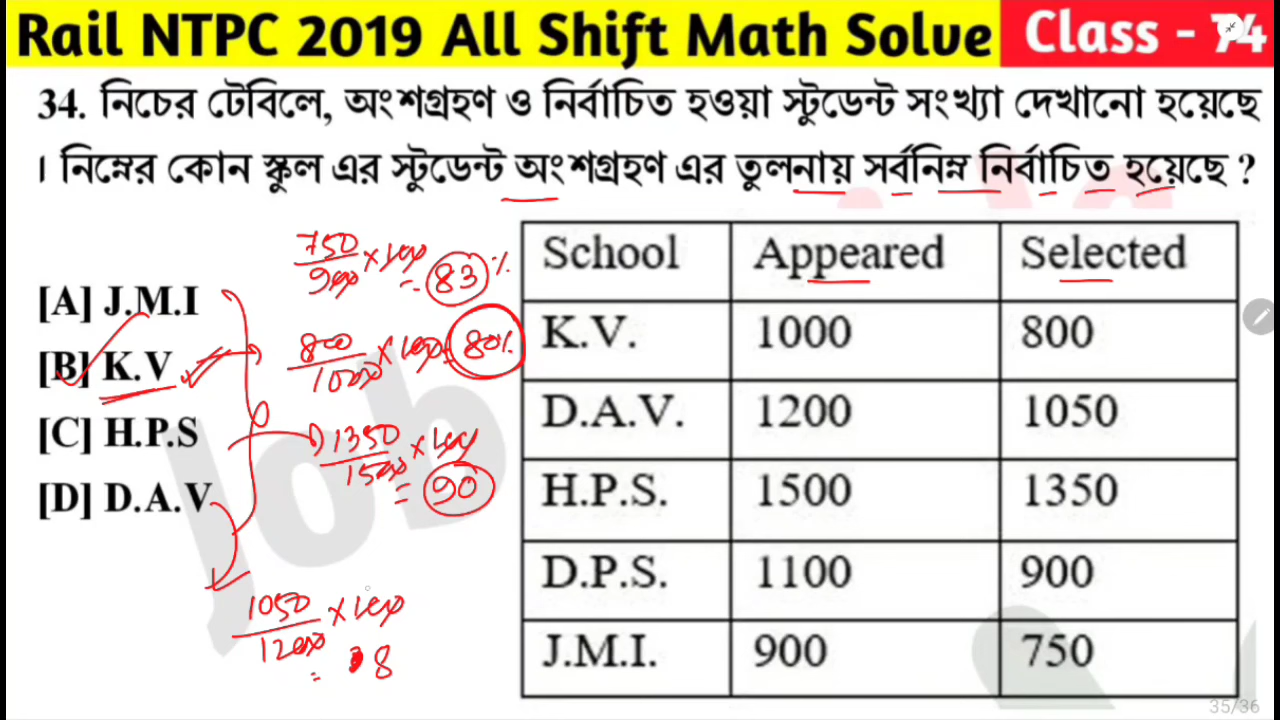 Rail NTPC 2019 All Shift Math Solve Class - 74
34. নিচের টেবিলে, অংশগ্রহণ ও নির্বাচিত হওয়া স্টুডেন্ট সংখ্যা দেখানো হয়েছে
। নিম্নের কোন স্কুল এর স্টুডেন্ট অংশগ্রহণ এর তুলনায় সর্বনিম্ন নির্বাচিত হয়েছে ?
[A] J.M.I
[B] K.V
[C] H.P.S
[D] D.A.V
750/900 × 100 = 83%
800/1000 × 100 = 80%
1350/1500 × 100 = 90
1050/1200 × 100 = 8
School Appeared Selected
K.V. 1000 800
D.A.V. 1200 1050
H.P.S. 1500 1350
D.P.S. 1100 900
J.M.I. 900 750
Job
35/36